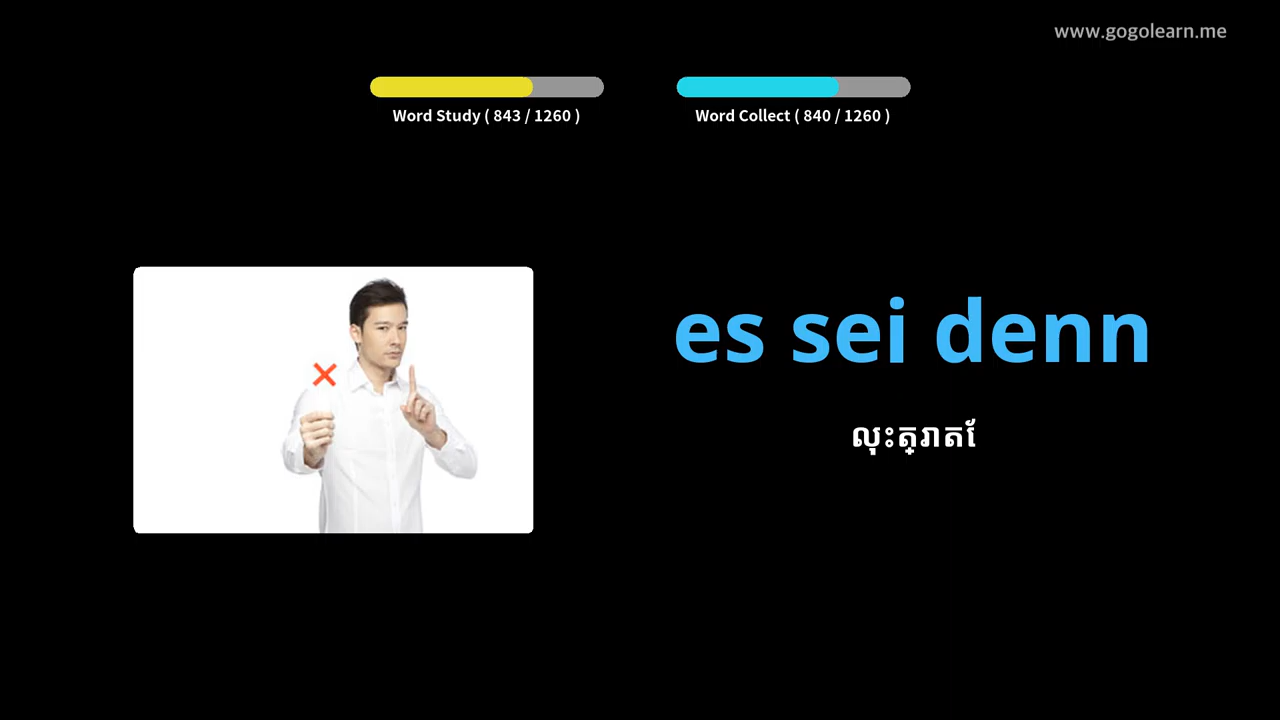 www.gogolearn.me
Word Study ( 843 / 1260 )
Word Collect ( 840 / 1260 )
es sei denn
លុះត្រាតែ